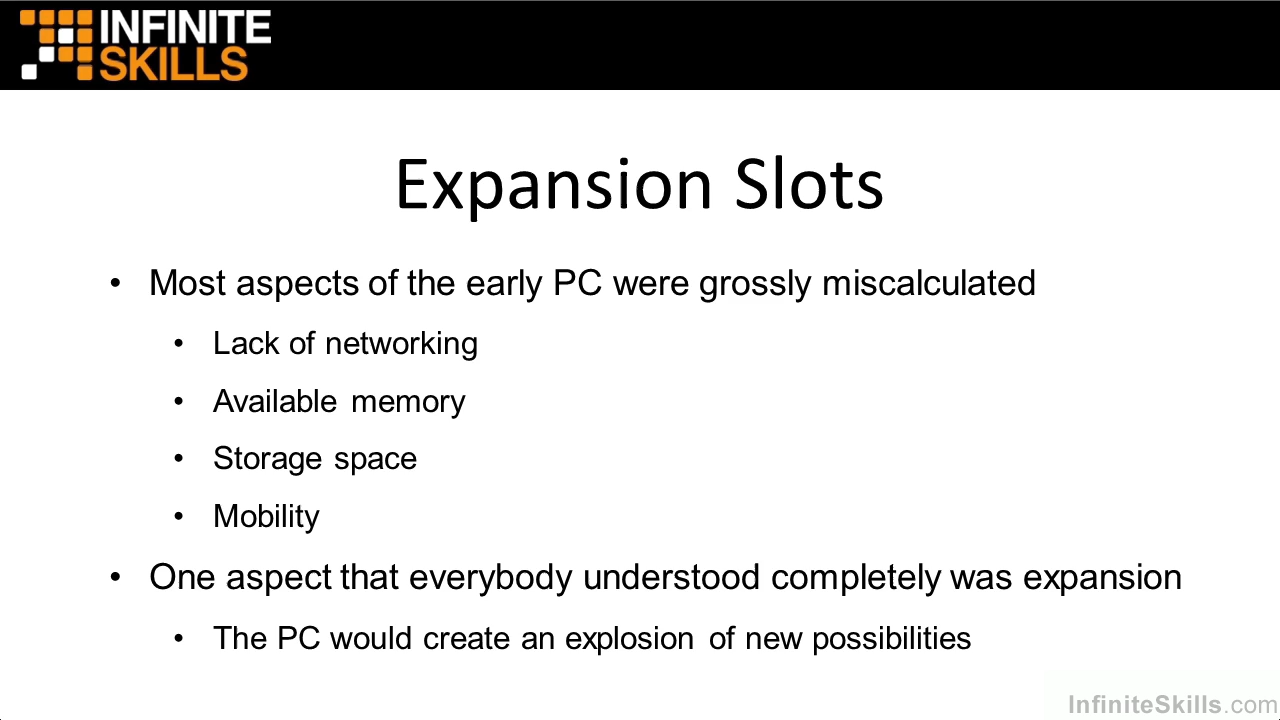 INFINITE
SKILLS
Expansion Slots
• Most aspects of the early PC were grossly miscalculated
• Lack of networking
• Available memory
• Storage space
• Mobility
• One aspect that everybody understood completely was expansion
• The PC would create an explosion of new possibilities
InfiniteSkills.com